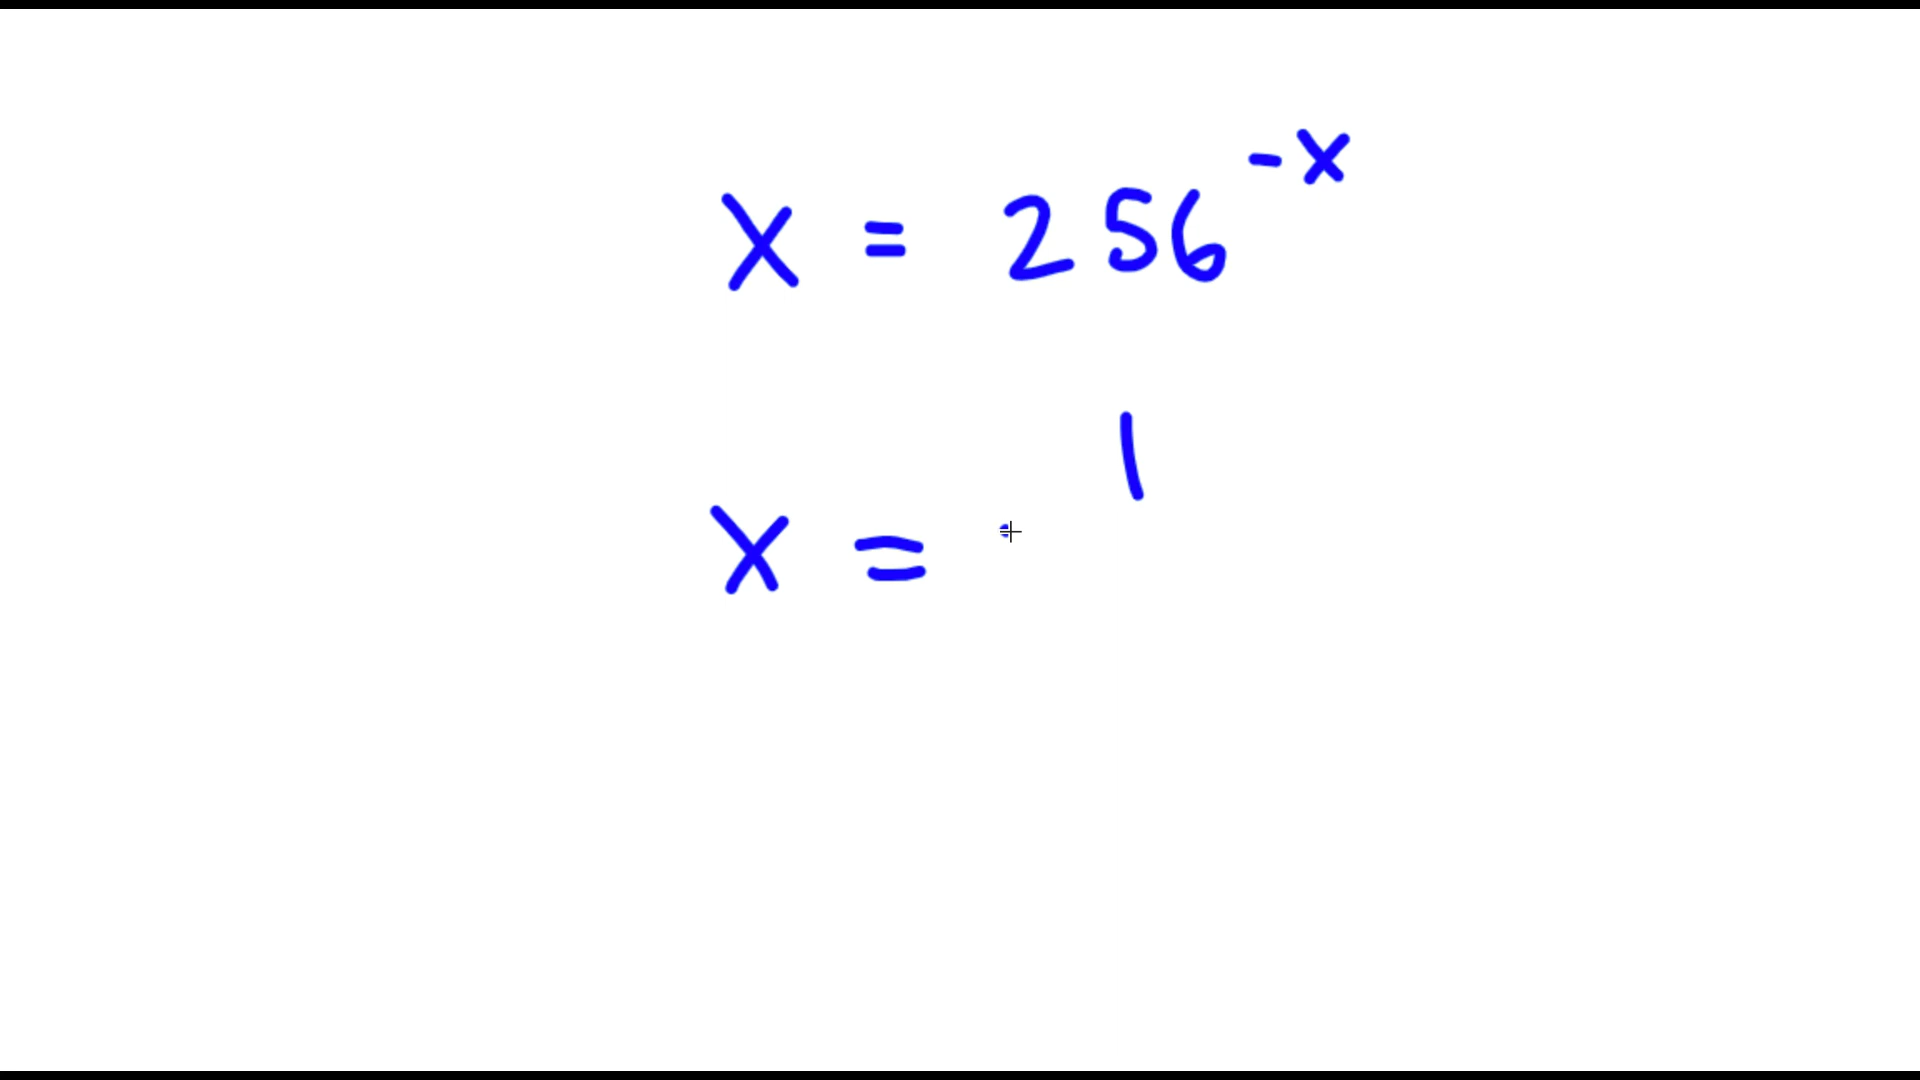 x = 256^-x
x = 1